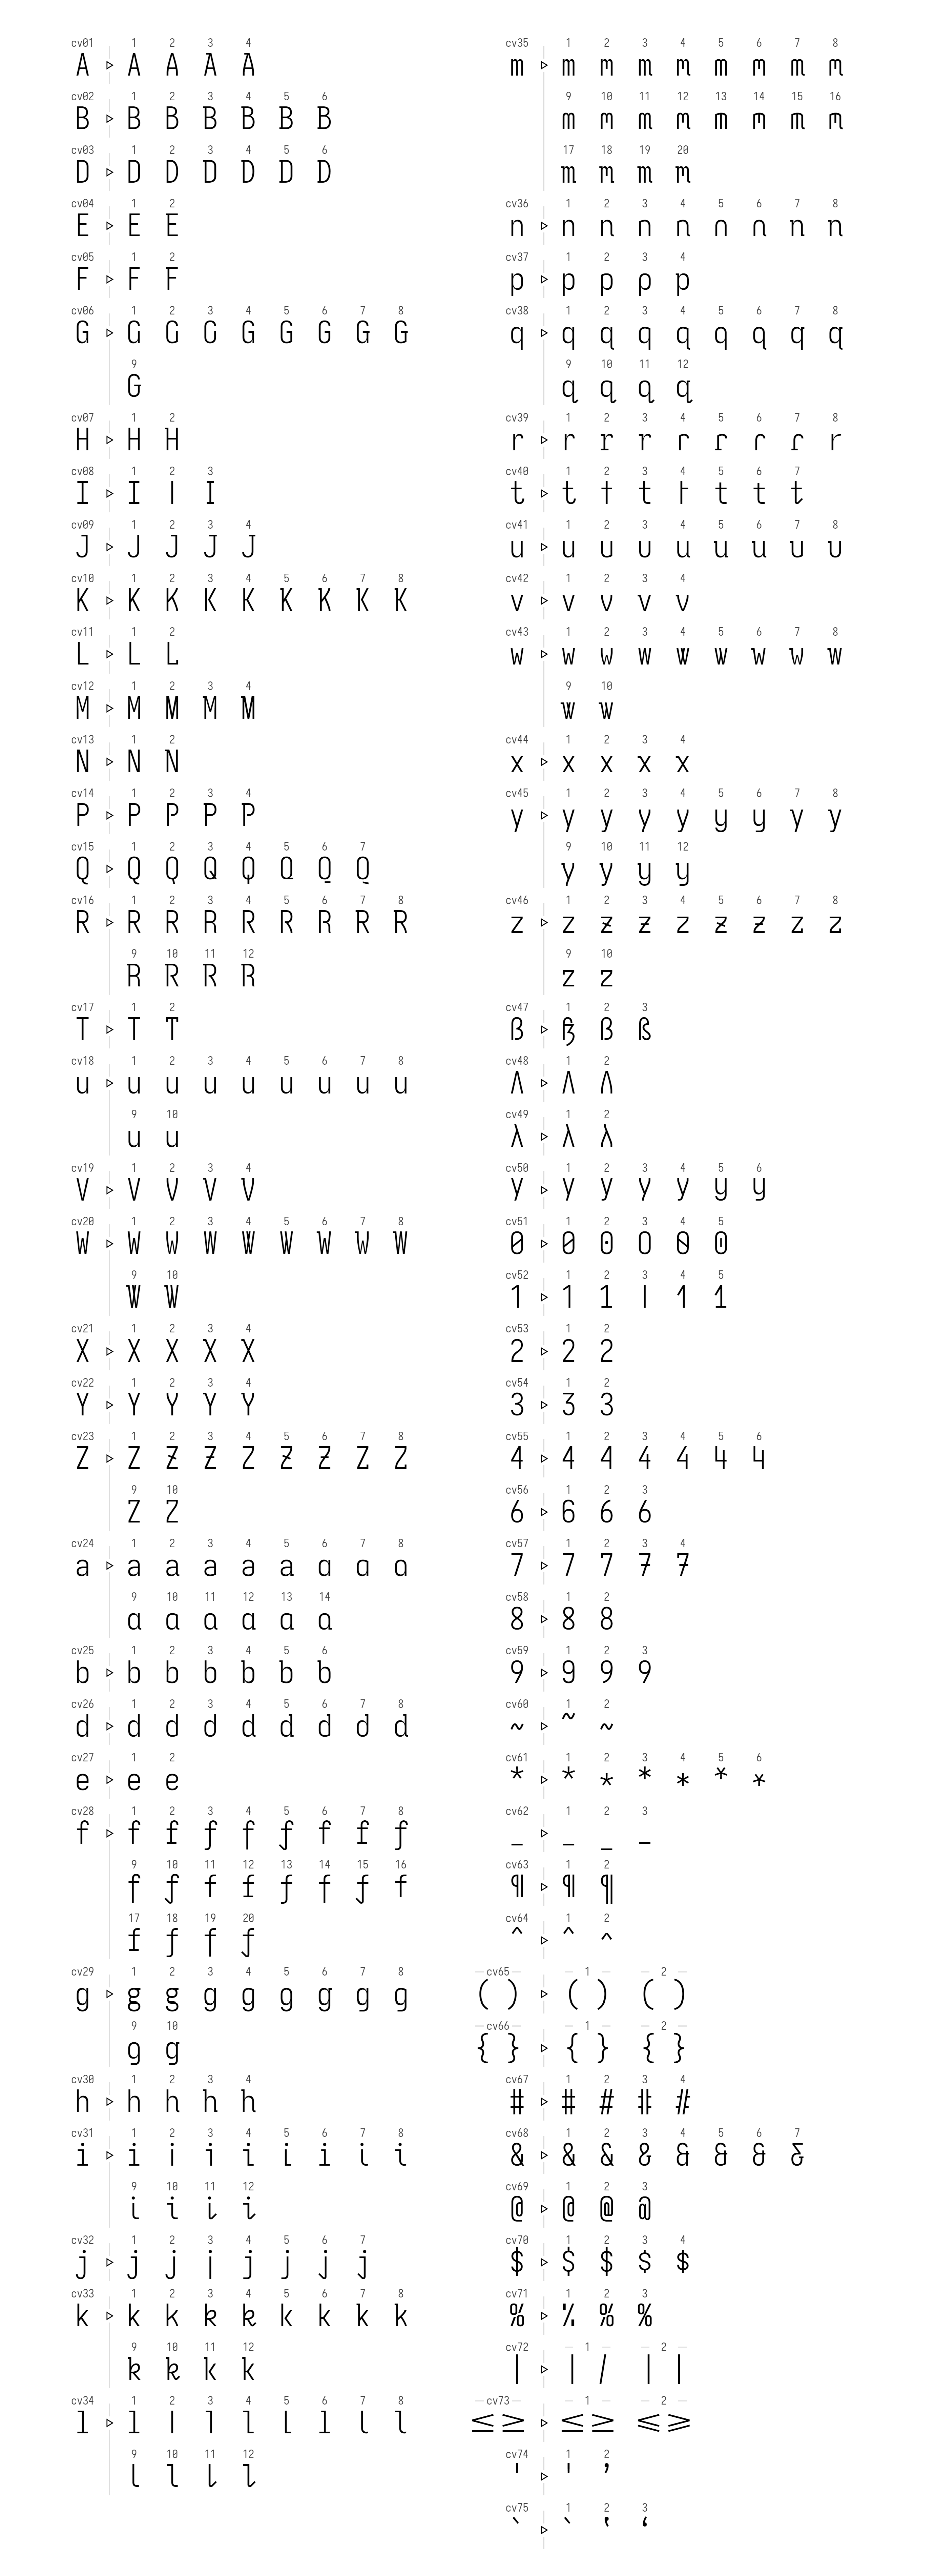 cv01 1 2 3 4
A ▷ A A A A
cv02 1 2 3 4 5 6
B ▷ B B B B B B
cv03 1 2 3 4 5 6
D ▷ D D D D D D
cv04 1 2
E ▷ E E
cv05 1 2
F ▷ F F
cv06 1 2 3 4 5 6 7 8
G ▷ G G G G G G G G
9
G
cv07 1 2
H ▷ H H
cv08 1 2 3
I ▷ I I I
cv09 1 2 3 4
J ▷ J J J J
cv10 1 2 3 4 5 6 7 8
K ▷ K K K K K K K K
cv11 1 2
L ▷ L L
cv12 1 2 3 4
M ▷ M M M M
cv13 1 2
N ▷ N N
cv14 1 2 3 4
P ▷ P P P P
cv15 1 2 3 4 5 6 7
Q ▷ Q Q Q Q Q Q Q
cv16 1 2 3 4 5 6 7 8
R ▷ R R R R R R R R
9 10 11 12
R R R R
cv17 1 2
T ▷ T T
cv18 1 2 3 4 5 6 7 8
u ▷ u u u u u u u u
9 10
u u
cv19 1 2 3 4
V ▷ V V V V
cv20 1 2 3 4 5 6 7 8
W ▷ W W W W W W W W
9 10
W W
cv21 1 2 3 4
X ▷ X X X X
cv22 1 2 3 4
Y ▷ Y Y Y Y
cv23 1 2 3 4 5 6 7 8
Z ▷ Z Z Z Z Z Z Z Z
9 10
Z Z
cv24 1 2 3 4 5 6 7 8
a ▷ a a a a a a a a
9 10 11 12 13 14
a a a a a a
cv25 1 2 3 4 5 6
b ▷ b b b b b b
cv26 1 2 3 4 5 6 7 8
d ▷ d d d d d d d d
cv27 1 2
e ▷ e e
cv28 1 2 3 4 5 6 7 8
f ▷ f f f f f f f f
9 10 11 12 13 14 15 16
f f f f f f f f
17 18 19 20
f f f f
cv29 1 2 3 4 5 6 7 8
g ▷ g g g g g g g g
9 10
g g
cv30 1 2 3 4
h ▷ h h h h
cv31 1 2 3 4 5 6 7 8
i ▷ i i i i i i i i
9 10 11 12
i i i i
cv32 1 2 3 4 5 6 7
j ▷ j j j j j j j
cv33 1 2 3 4 5 6 7 8
k ▷ k k k k k k k k
9 10 11 12
k k k k
cv34 1 2 3 4 5 6 7 8
l ▷ l l l l l l l l
9 10 11 12
l l l l
cv35 1 2 3 4 5 6 7 8
m ▷ m m m m m m m m
9 10 11 12 13 14 15 16
m m m m m m m m
17 18 19 20
m m m m
cv36 1 2 3 4 5 6 7 8
n ▷ n n n n n n n n
cv37 1 2 3 4
p ▷ p p p p
cv38 1 2 3 4 5 6 7 8
q ▷ q q q q q q q q
9 10 11 12
q q q q
cv39 1 2 3 4 5 6 7 8
r ▷ r r r r r r r r
cv40 1 2 3 4 5 6 7
t ▷ t t t t t t t
cv41 1 2 3 4 5 6 7 8
u ▷ u u u u u u u u
cv42 1 2 3 4
v ▷ v v v v
cv43 1 2 3 4 5 6 7 8
w ▷ w w w w w w w w
9 10
w w
cv44 1 2 3 4
x ▷ x x x x
cv45 1 2 3 4 5 6 7 8
y ▷ y y y y y y y y
9 10 11 12
y y y y
cv46 1 2 3 4 5 6 7 8
z ▷ z z z z z z z z
9 10
z z
cv47 1 2 3
ß ▷ ß ß ß
cv48 1 2
Λ ▷ Λ Λ
cv49 1 2
λ ▷ λ λ
cv50 1 2 3 4 5 6
У ▷ У У У У У У
cv51 1 2 3 4 5
0 ▷ 0 0 0 0 0
cv52 1 2 3 4 5
1 ▷ 1 1 1 1 1
cv53 1 2
2 ▷ 2 2
cv54 1 2
3 ▷ 3 3
cv55 1 2 3 4 5 6
4 ▷ 4 4 4 4 4 4
cv56 1 2 3
6 ▷ 6 6 6
cv57 1 2 3 4
7 ▷ 7 7 7 7
cv58 1 2
8 ▷ 8 8
cv59 1 2 3
9 ▷ 9 9 9
cv60 1 2
~ ▷ ~ ~
cv61 1 2 3 4 5 6
* ▷ * * * * * *
cv62 1 2 3
_ ▷ _ _ _
cv63 1 2
¶ ▷ ¶ ¶
cv64 1 2
^ ▷ ^ ^
cv65 1 2
( ) ▷ ( ) ( )
cv66 1 2
{ } ▷ { } { }
cv67 1 2 3 4
# ▷ # # # #
cv68 1 2 3 4 5 6 7
& ▷ & & & & & & &
cv69 1 2 3
@ ▷ @ @ @
cv70 1 2 3 4
$ ▷ $ $ $ $
cv71 1 2 3
% ▷ % % %
cv72 1 2
| ▷ | / | |
cv73 1 2
≤ ≥ ▷ ≤ ≥ ⩽ ⩾
cv74 1 2
' ▷ ' ’
cv75 1 2 3
` ▷ ` ‛ ‘